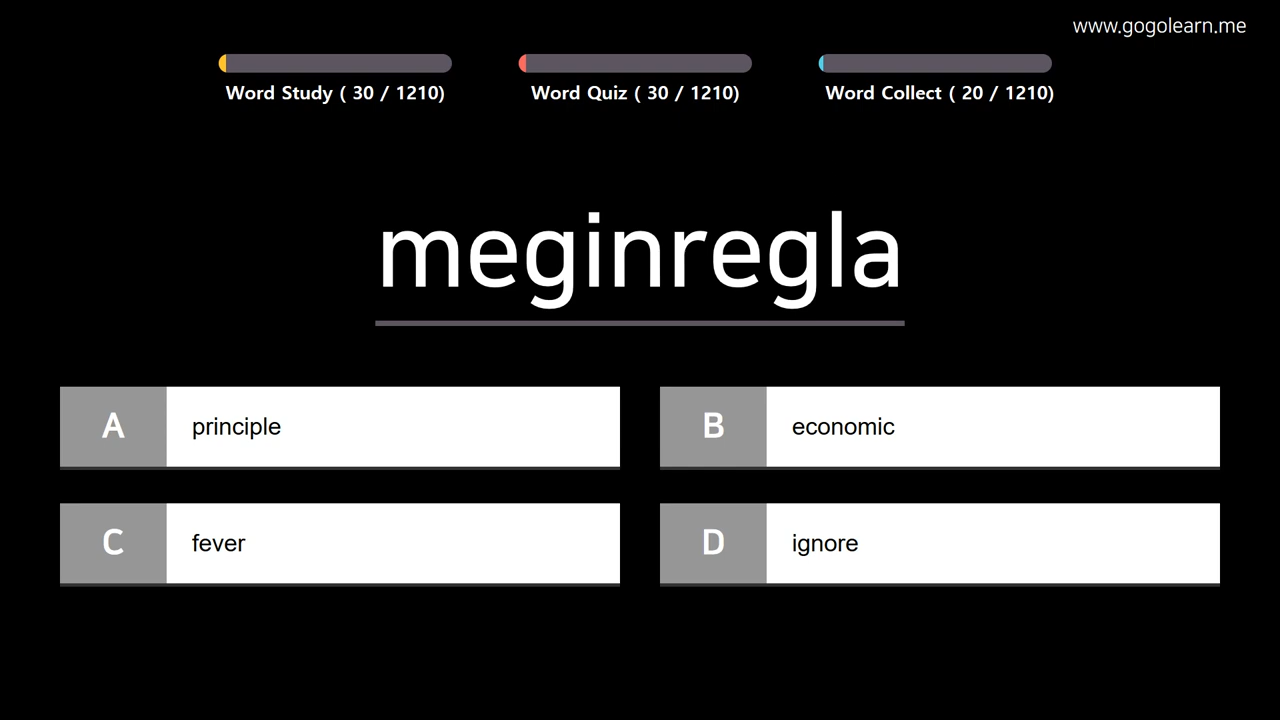 www.gogolearn.me
Word Study ( 30 / 1210)
Word Quiz ( 30 / 1210)
Word Collect ( 20 / 1210)
meginregla
A principle
B economic
C fever
D ignore